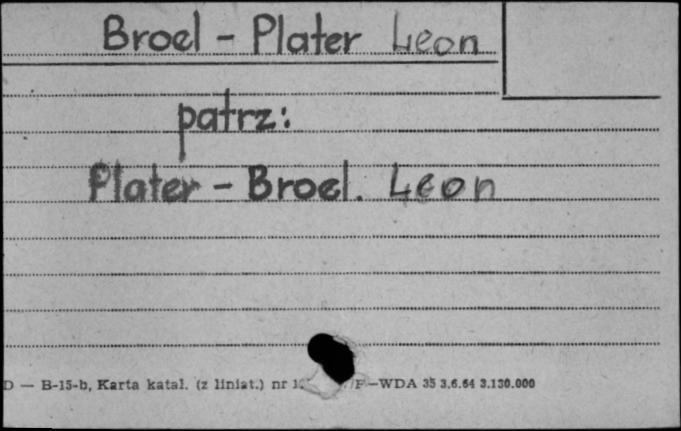 Broel - Plater Leon
patrz:
Plater - Broel. Leon
D — B-15-b, Karta katal. (z liniat.) nr 1. F—WDA 35 3.6.64 3.130.000